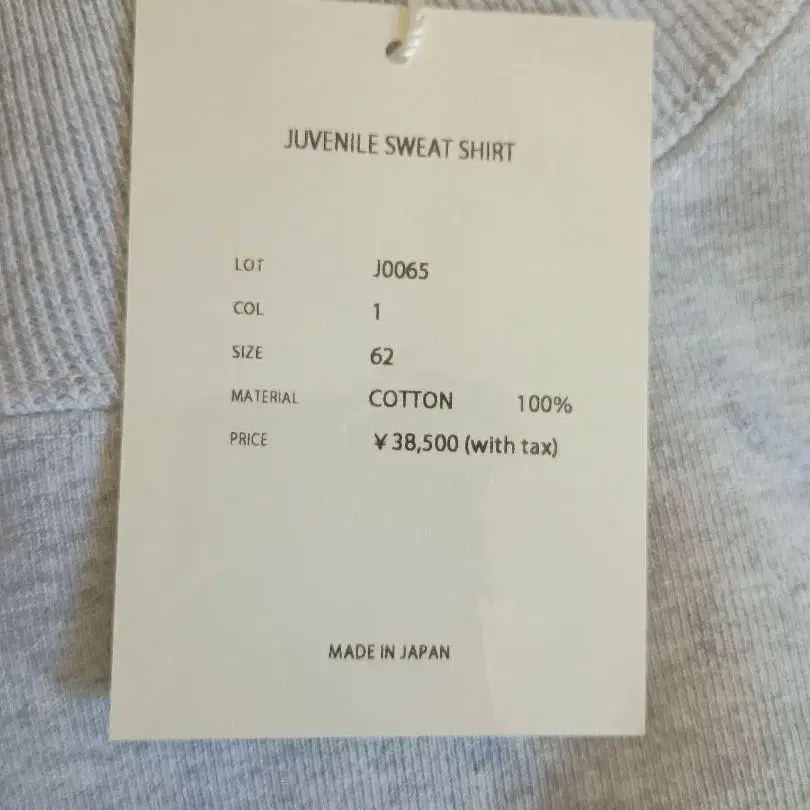 JUVENILE SWEAT SHIRT
LOT J0065
COL 1
SIZE 62
MATERIAL COTTON 100%
PRICE ¥38,500 (with tax)
MADE IN JAPAN